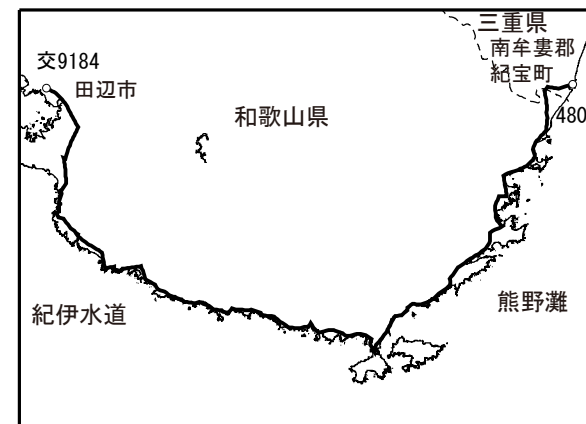 三重県
南牟婁郡
紀宝町
交9184
田辺市
480
和歌山県
紀伊水道
熊野灘